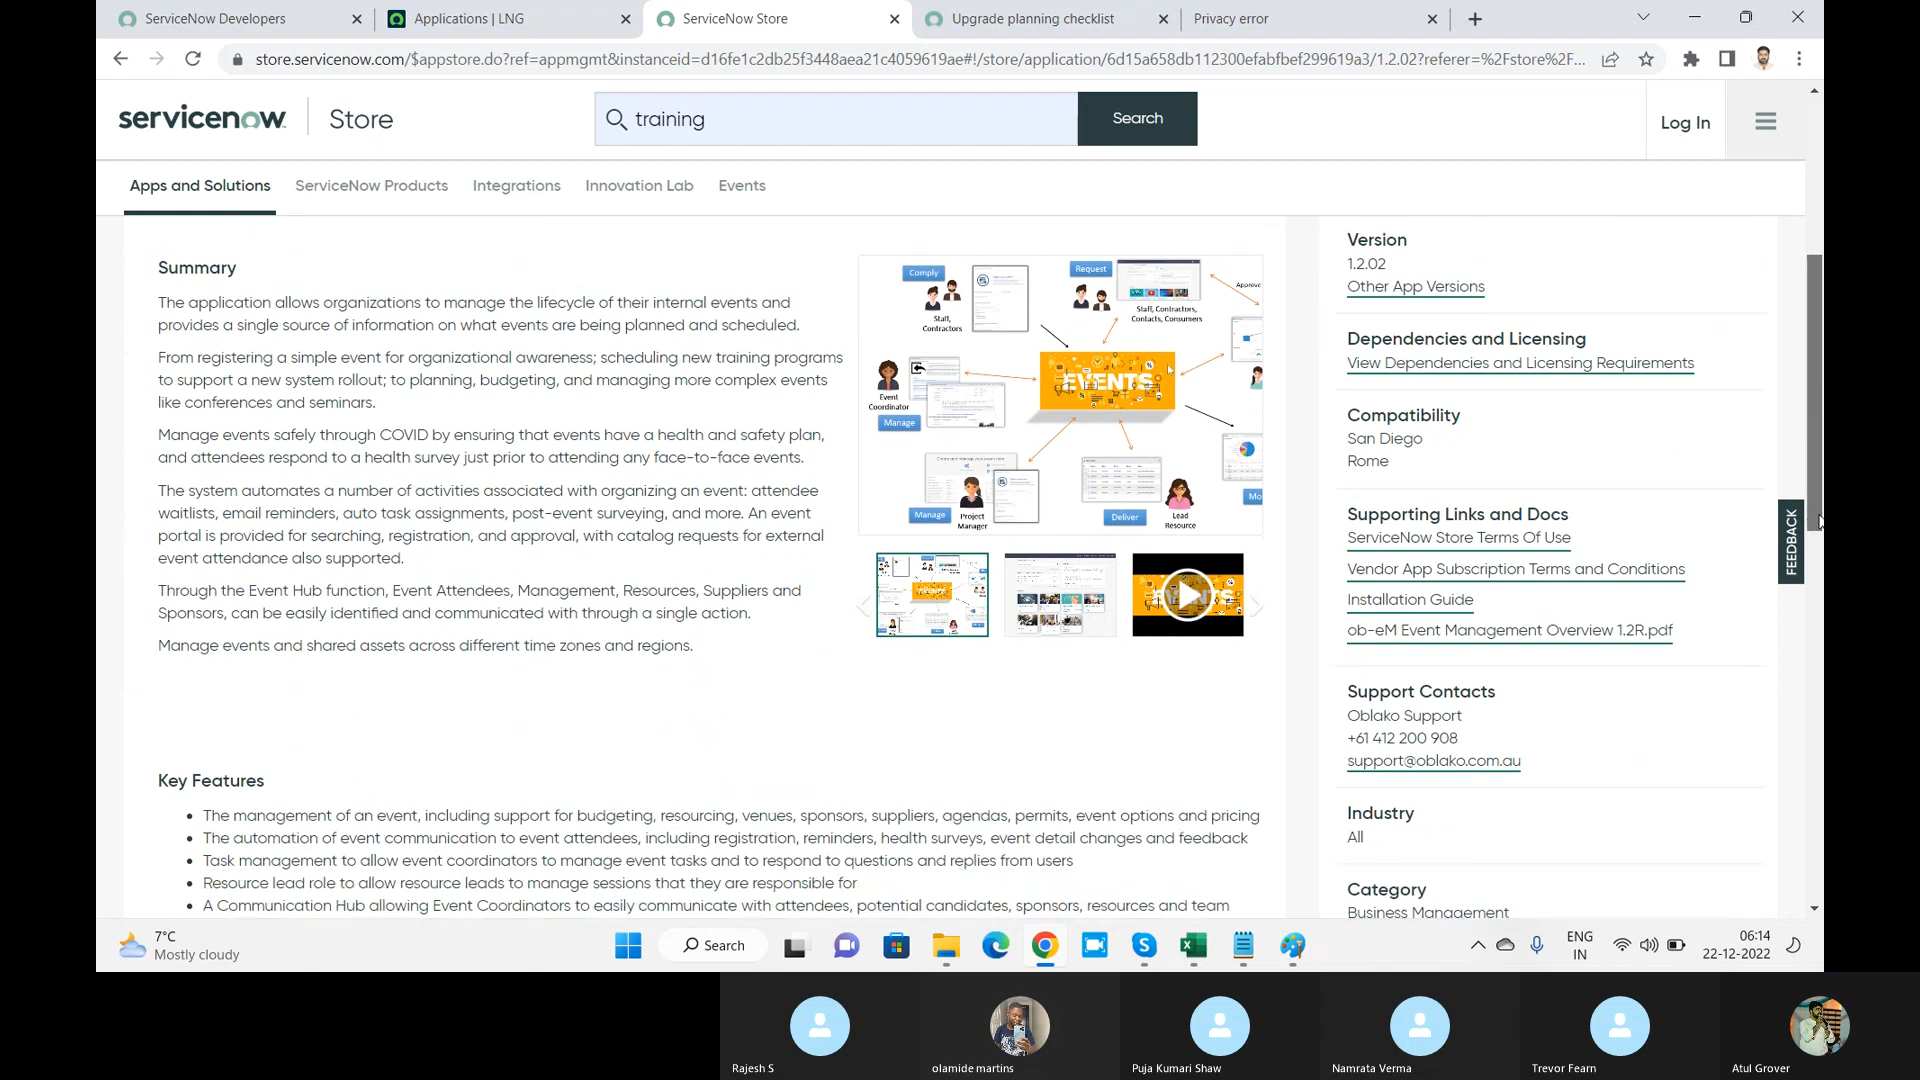 ServiceNow Developers
Applications | LNG
ServiceNow Store
Upgrade planning checklist
Privacy error
store.servicenow.com/$appstore.do?ref=appmgmt&instanceid=d16fe1c2db25f3448aea21c4059619ae#!/store/application/6d15a658db112300efabfbef299619a3/1.2.02?referer=%2Fstore%2F...
servicenow Store
training
Search
Log In
Apps and Solutions
ServiceNow Products
Integrations
Innovation Lab
Events
Summary
The application allows organizations to manage the lifecycle of their internal events and
provides a single source of information on what events are being planned and scheduled.
From registering a simple event for organizational awareness; scheduling new training programs
to support a new system rollout; to planning, budgeting, and managing more complex events
like conferences and seminars.
Manage events safely through COVID by ensuring that events have a health and safety plan,
and attendees respond to a health survey just prior to attending any face-to-face events.
The system automates a number of activities associated with organizing an event: attendee
waitlists, email reminders, auto task assignments, post-event surveying, and more. An event
portal is provided for searching, registration, and approval, with catalog requests for external
event attendance also supported.
Through the Event Hub function, Event Attendees, Management, Resources, Suppliers and
Sponsors, can be easily identified and communicated with through a single action.
Manage events and shared assets across different time zones and regions.
Comply
Staff,
Contractors
Request
Staff, Contractors,
Contacts, Consumers
Approve
Event
Coordinator
Manage
EVENTS
Manage
Project
Manager
Deliver
Lead
Resource
Mo
Key Features
The management of an event, including support for budgeting, resourcing, venues, sponsors, suppliers, agendas, permits, event options and pricing
The automation of event communication to event attendees, including registration, reminders, health surveys, event detail changes and feedback
Task management to allow event coordinators to manage event tasks and to respond to questions and replies from users
Resource lead role to allow resource leads to manage sessions that they are responsible for
A Communication Hub allowing Event Coordinators to easily communicate with attendees, potential candidates, sponsors, resources and team
Version
1.2.02
Other App Versions
Dependencies and Licensing
View Dependencies and Licensing Requirements
Compatibility
San Diego
Rome
Supporting Links and Docs
ServiceNow Store Terms Of Use
Vendor App Subscription Terms and Conditions
Installation Guide
ob-eM Event Management Overview 1.2R.pdf
Support Contacts
Oblako Support
+61 412 200 908
support@oblako.com.au
Industry
All
Category
Business Management
FEEDBACK
7°C
Mostly cloudy
Search
ENG
IN
06:14
22-12-2022
Rajesh S
olamide martins
Puja Kumari Shaw
Namrata Verma
Trevor Fearn
Atul Grover